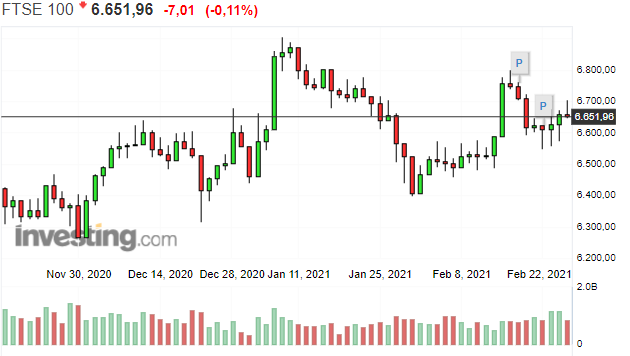 FTSE 100 6.651,96 -7,01 (-0,11%)
6.800,00
6.700,00
6.651,96
6.600,00
6.500,00
6.400,00
6.300,00
6.200,00
P
P
Investing.com
Nov 30, 2020 Dec 14, 2020 Dec 28, 2020 Jan 11, 2021 Jan 25, 2021 Feb 8, 2021 Feb 22, 2021
2.0B
0